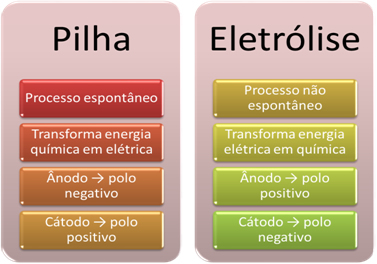 Pilha
Processo espontâneo
Transforma energia
química em elétrica
Ânodo → polo
negativo
Cátodo → polo
positivo
Eletrólise
Processo não
espontâneo
Transforma energia
elétrica em química
Ânodo → polo
positivo
Cátodo → polo
negativo